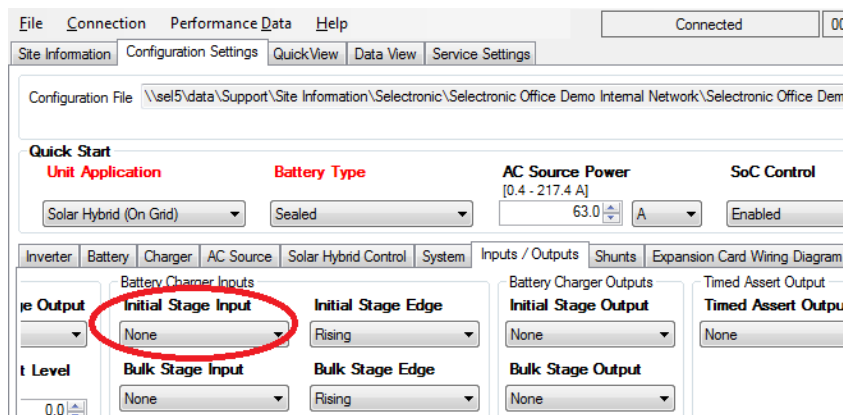 File Connection Performance Data Help Connected 00
Site Information Configuration Settings QuickView Data View Service Settings
Configuration File \\sel5\data\Support\Site Information\Selectronic\Selectronic Office Demo Internal Network\Selectronic Office Dem
Quick Start
Unit Application Battery Type AC Source Power SoC Control
[0.4 - 217.4 A]
Solar Hybrid (On Grid) Sealed 63.0 A Enabled
Inverter Battery Charger AC Source Solar Hybrid Control System Inputs / Outputs Shunts Expansion Card Wiring Diagram
Battery Charger Inputs Battery Charger Outputs Timed Assert Output
ge Output Initial Stage Input Initial Stage Edge Initial Stage Output Timed Assert Outpu
None Rising None None
t Level Bulk Stage Input Bulk Stage Edge Bulk Stage Output
0.0 None Rising None